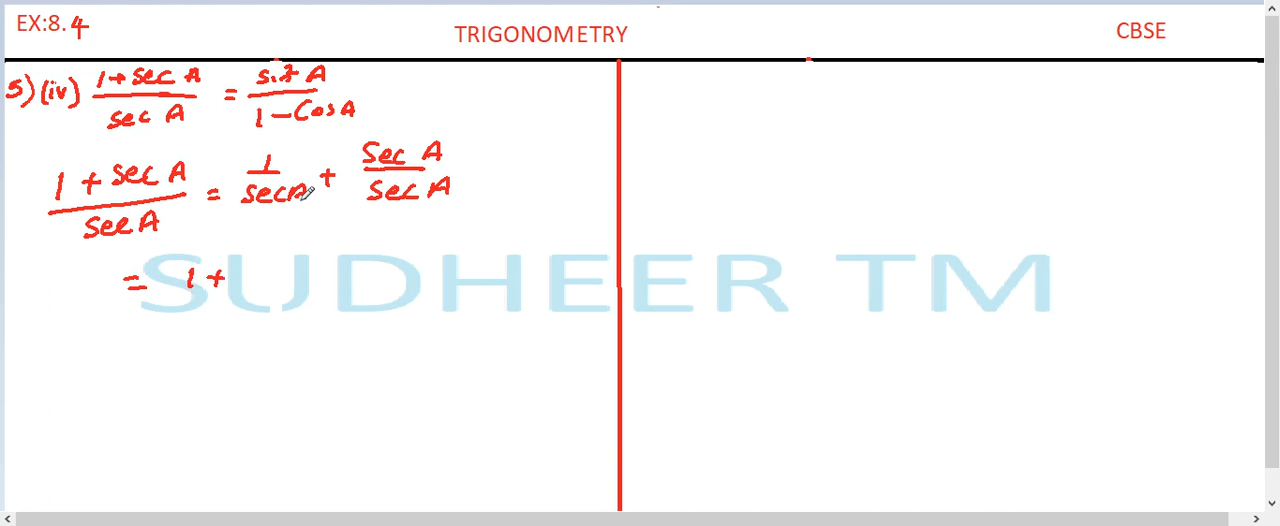 EX:8.4
TRIGONOMETRY
CBSE
5)(iv) (1+sec A)/(sec A) = (sin²A)/(1-Cos A)
(1 + sec A)/(sec A) = 1/(sec A) + (Sec A)/(sec A)
= 1 +
SUDHEER TM